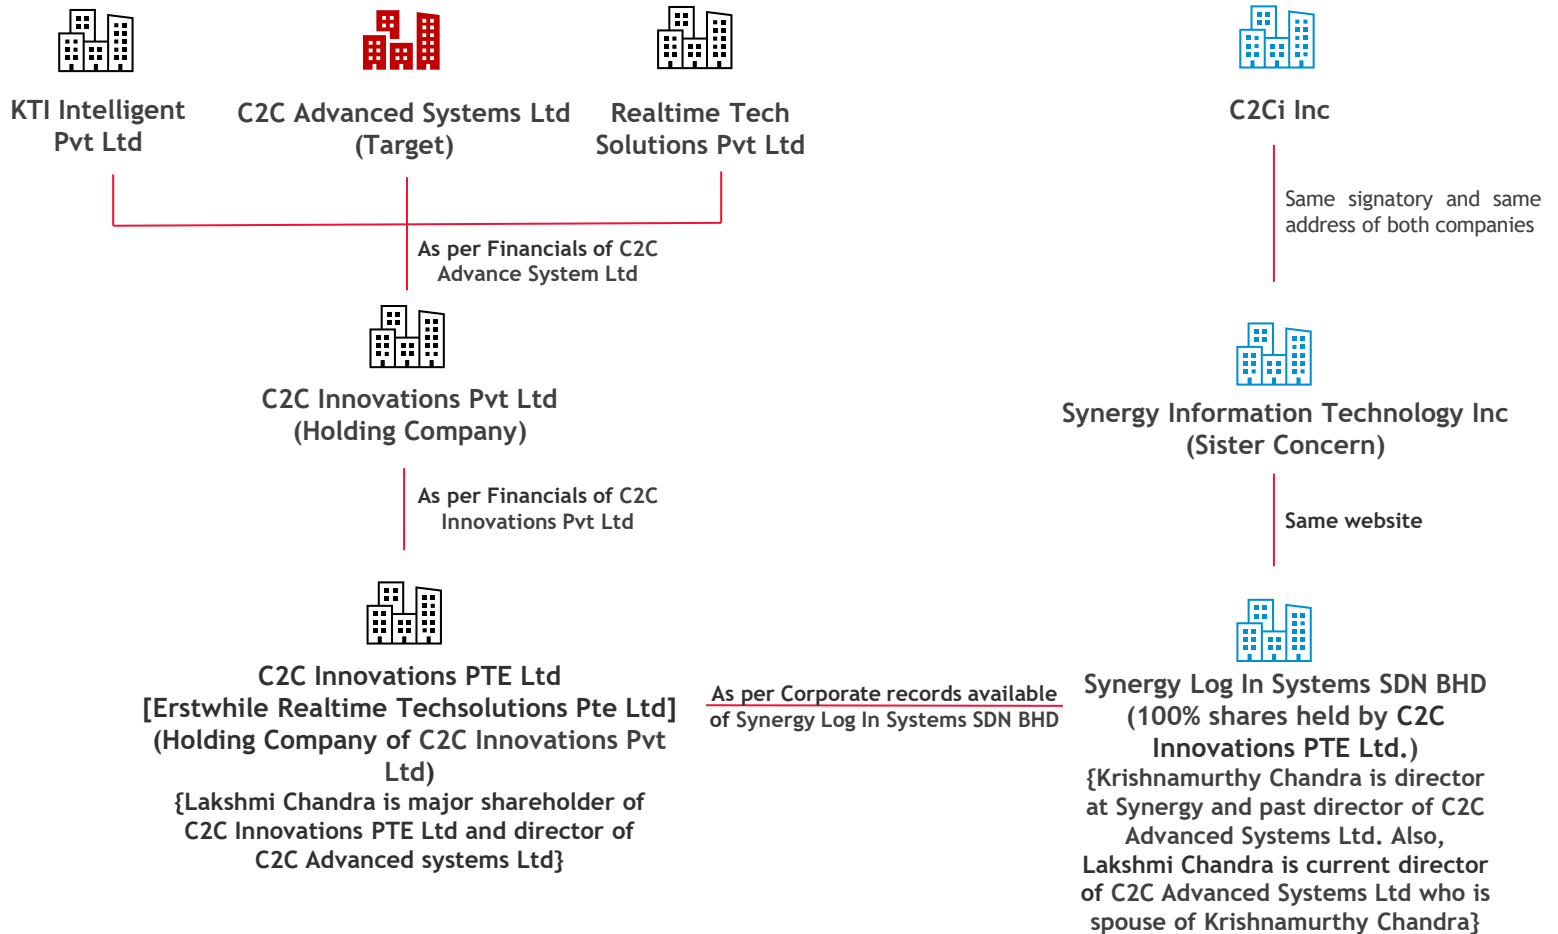 KTI Intelligent
Pvt Ltd
C2C Advanced Systems Ltd
(Target)
Realtime Tech
Solutions Pvt Ltd
C2Ci Inc
Same signatory and same
address of both companies
As per Financials of C2C
Advance System Ltd
C2C Innovations Pvt Ltd
(Holding Company)
Synergy Information Technology Inc
(Sister Concern)
As per Financials of C2C
Innovations Pvt Ltd
Same website
C2C Innovations PTE Ltd
[Erstwhile Realtime Techsolutions Pte Ltd]
(Holding Company of C2C Innovations Pvt
Ltd)
{Lakshmi Chandra is major shareholder of
C2C Innovations PTE Ltd and director of
C2C Advanced systems Ltd}
As per Corporate records available
of Synergy Log In Systems SDN BHD
Synergy Log In Systems SDN BHD
(100% shares held by C2C
Innovations PTE Ltd.)
{Krishnamurthy Chandra is director
at Synergy and past director of C2C
Advanced Systems Ltd. Also,
Lakshmi Chandra is current director
of C2C Advanced Systems Ltd who is
spouse of Krishnamurthy Chandra}